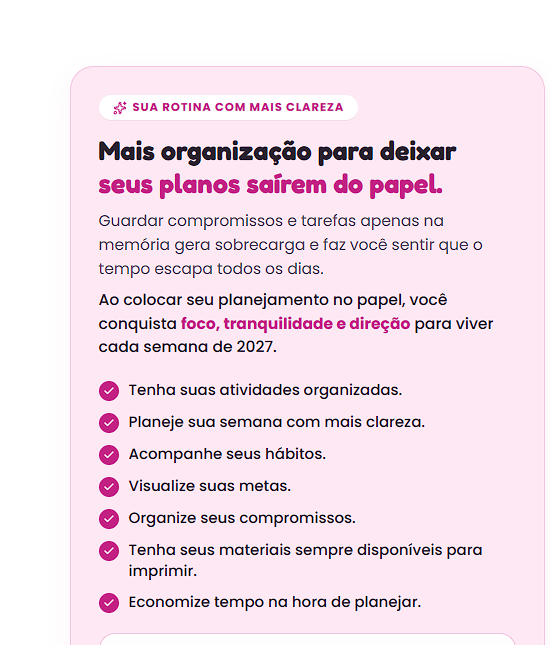 SUA ROTINA COM MAIS CLAREZA
Mais organização para deixar
seus planos saírem do papel.
Guardar compromissos e tarefas apenas na
memória gera sobrecarga e faz você sentir que o
tempo escapa todos os dias.
Ao colocar seu planejamento no papel, você
conquista foco, tranquilidade e direção para viver
cada semana de 2027.
Tenha suas atividades organizadas.
Planeje sua semana com mais clareza.
Acompanhe seus hábitos.
Visualize suas metas.
Organize seus compromissos.
Tenha seus materiais sempre disponíveis para
imprimir.
Economize tempo na hora de planejar.